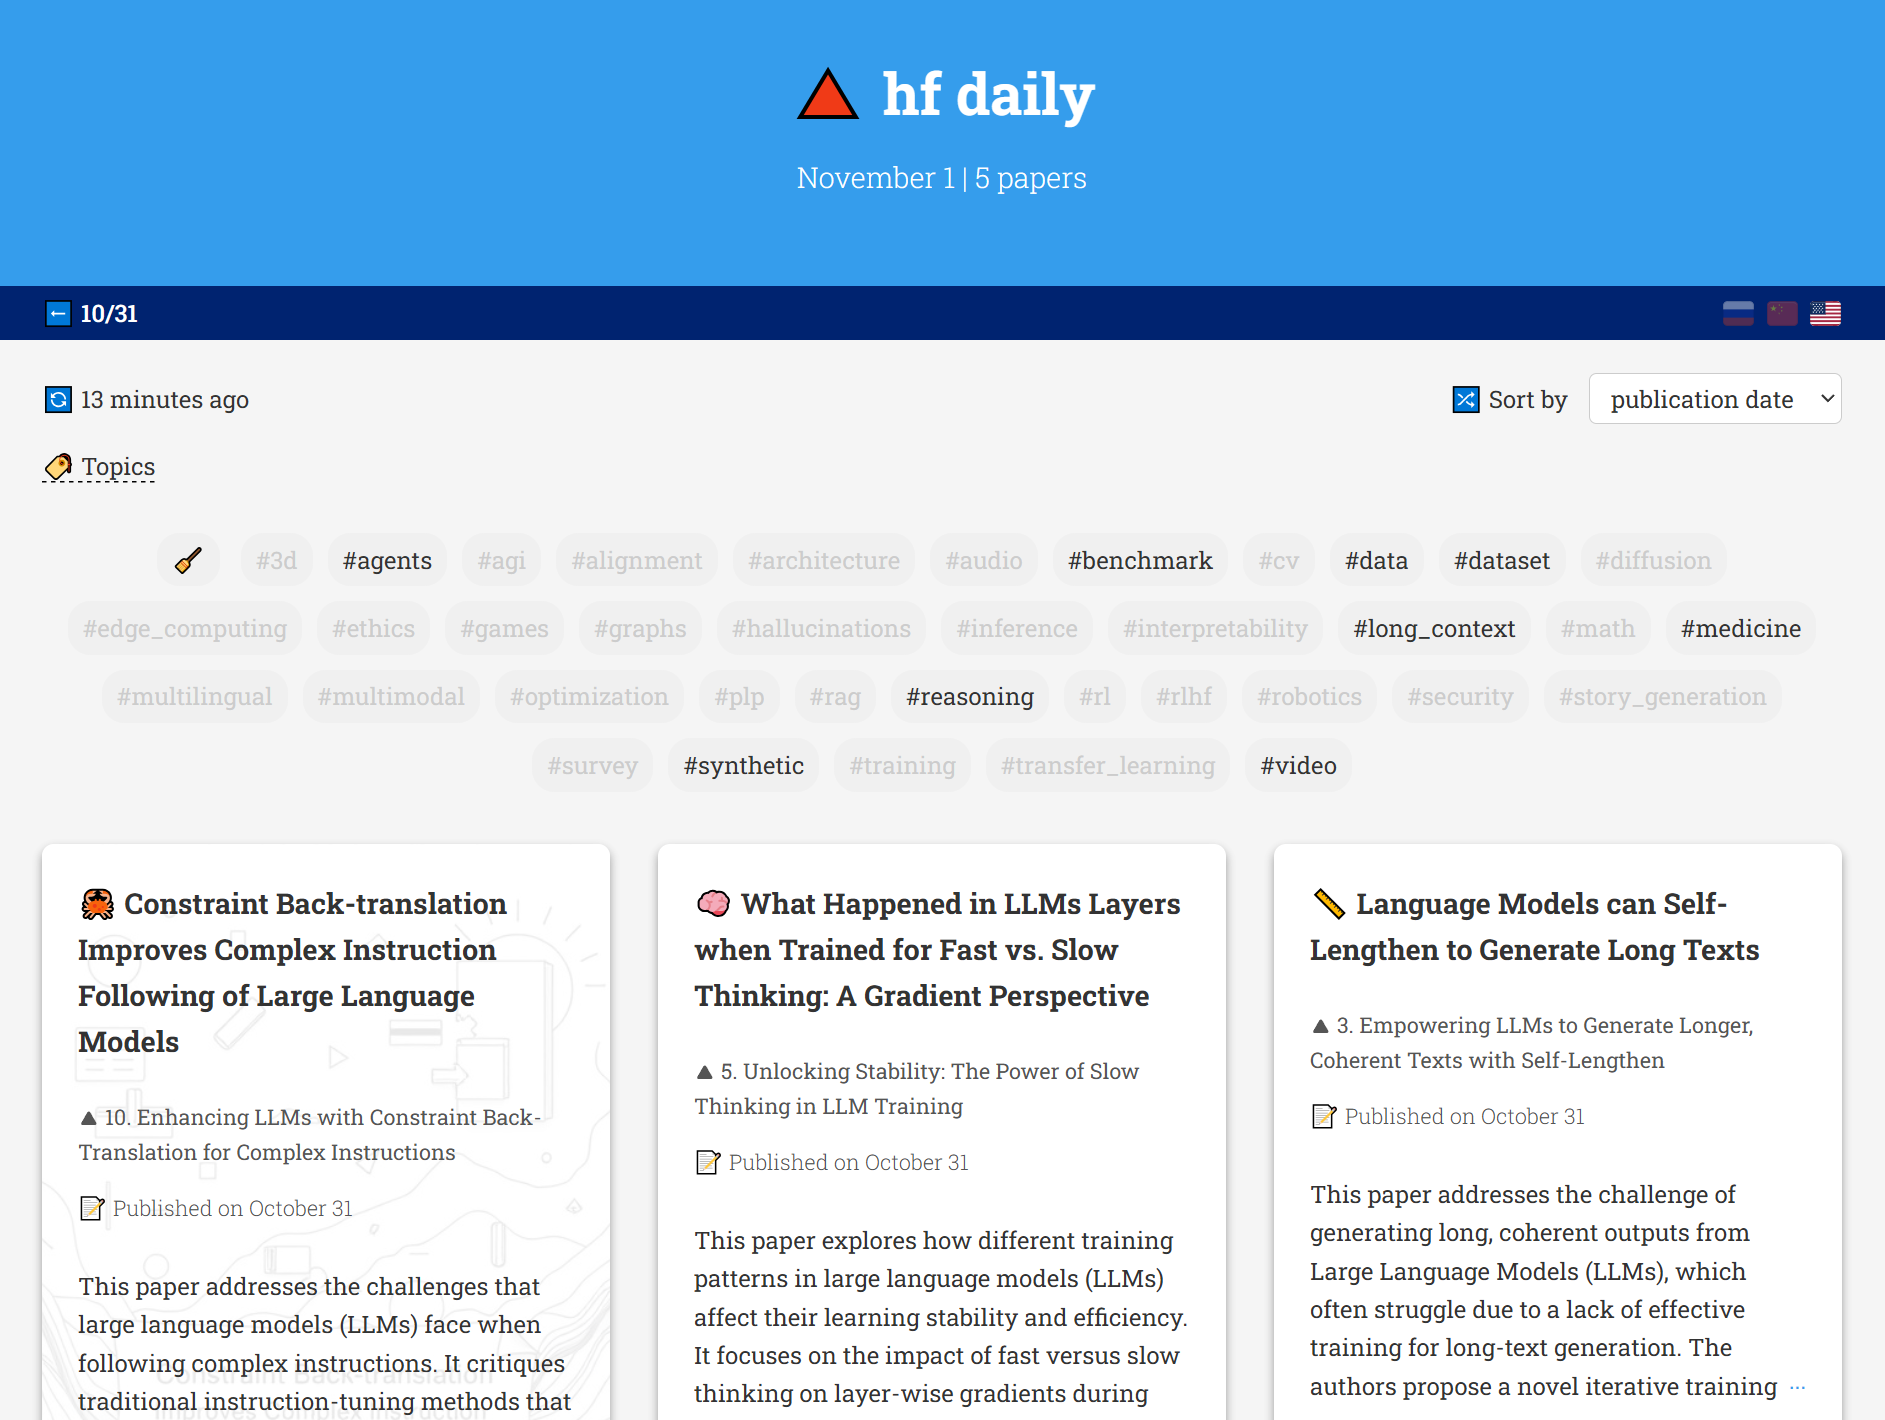 hf daily
November 1 | 5 papers
10/31
13 minutes ago
Sort by
publication date
Topics
#3d #agents #agi #alignment #architecture #audio #benchmark #cv #data #dataset #diffusion
#edge_computing #ethics #games #graphs #hallucinations #inference #interpretability #long_context #math #medicine
#multilingual #multimodal #optimization #plp #rag #reasoning #rl #rlhf #robotics #security #story_generation
#survey #synthetic #training #transfer_learning #video
Constraint Back-translation
Improves Complex Instruction
Following of Large Language
Models
10. Enhancing LLMs with Constraint Back-
Translation for Complex Instructions
Published on October 31
This paper addresses the challenges that
large language models (LLMs) face when
following complex instructions. It critiques
Constraint Back-translation
traditional instruction-tuning methods that
Improves Complex Instruction
What Happened in LLMs Layers
when Trained for Fast vs. Slow
Thinking: A Gradient Perspective
5. Unlocking Stability: The Power of Slow
Thinking in LLM Training
Published on October 31
This paper explores how different training
patterns in large language models (LLMs)
affect their learning stability and efficiency.
It focuses on the impact of fast versus slow
thinking on layer-wise gradients during
Language Models can Self-
Lengthen to Generate Long Texts
3. Empowering LLMs to Generate Longer,
Coherent Texts with Self-Lengthen
Published on October 31
This paper addresses the challenge of
generating long, coherent outputs from
Large Language Models (LLMs), which
often struggle due to a lack of effective
training for long-text generation. The
authors propose a novel iterative training ...